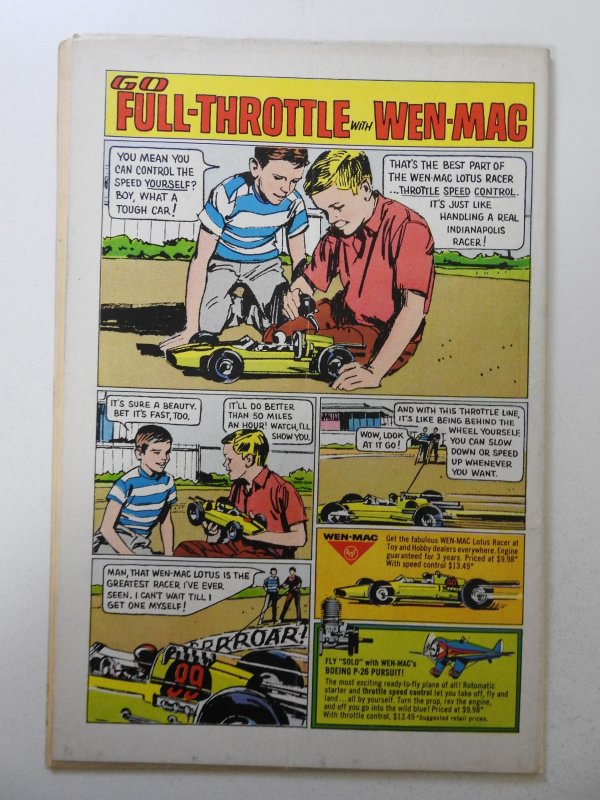 GO
FULL-THROTTLE WITH WEN-MAC
YOU MEAN YOU
CAN CONTROL THE
SPEED YOURSELF?
BOY, WHAT A
TOUGH CAR!
THAT'S THE BEST PART OF
THE WEN-MAC LOTUS RACER
...THROTTLE SPEED CONTROL.
IT'S JUST LIKE
HANDLING A REAL
INDIANAPOLIS
RACER!
IT'S SURE A BEAUTY.
BET IT'S FAST, TOO.
IT'LL DO BETTER
THAN 50 MILES
AN HOUR! WATCH, I'LL
SHOW YOU.
WOW, LOOK
AT IT GO!
AND WITH THIS THROTTLE LINE,
IT'S LIKE BEING BEHIND THE
WHEEL YOURSELF.
YOU CAN SLOW
DOWN OR SPEED
UP WHENEVER
YOU WANT.
MAN, THAT WEN-MAC LOTUS IS THE
GREATEST RACER I'VE EVER
SEEN. I CAN'T WAIT TILL I
GET ONE MYSELF!
RRRROAR!
99
WEN-MAC
Get the fabulous WEN-MAC Lotus Racer at
Toy and Hobby dealers everywhere. Engine
guaranteed for 3 years. Priced at $9.98*
With speed control $13.49*
FLY "SOLO" with WEN-MAC's
BOEING P-26 PURSUIT!
The most exciting ready-to-fly plane of all! Rotomatic
starter and throttle speed control let you take off, fly and
land...all by yourself. Turn the prop, rev the engine,
and off you go into the wild blue! Priced at $9.98*
With throttle control, $13.49 *Suggested retail prices.